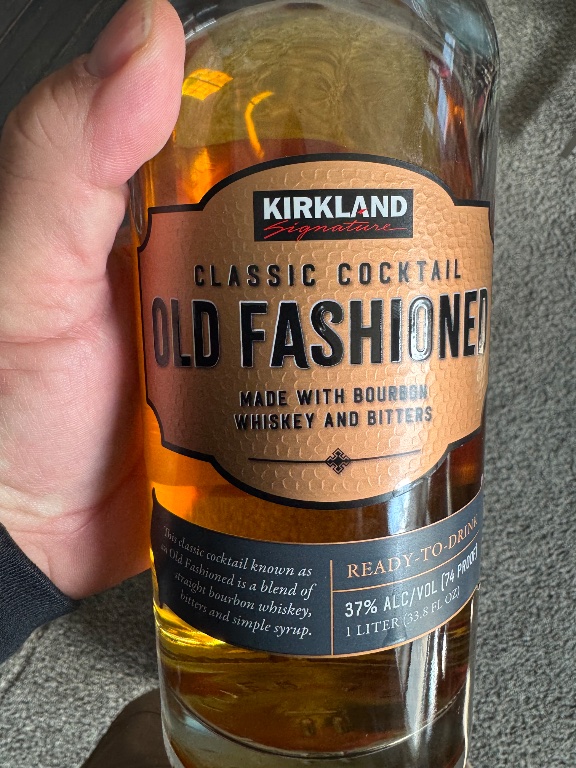 KIRKLAND
Signature
CLASSIC COCKTAIL
OLD FASHIONED
MADE WITH BOURBON
WHISKEY AND BITTERS
This classic cocktail known as
an Old Fashioned is a blend of
straight bourbon whiskey,
bitters and simple syrup.
READY-TO-DRINK
37% ALC/VOL (74 PROOF)
1 LITER (33.8 FL OZ)